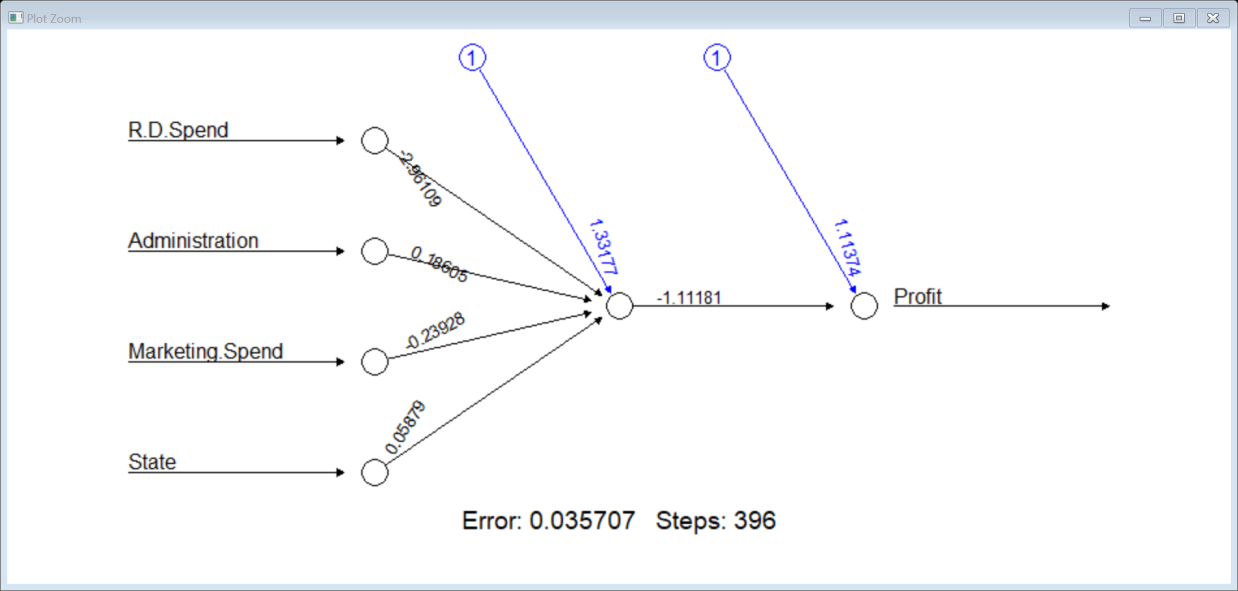 Plot Zoom
1
1
R.D.Spend
-2.96109
Administration
0.18605
1.33177
1.11374
-1.11181
Profit
Marketing.Spend
-0.23928
State
0.05879
Error: 0.035707 Steps: 396